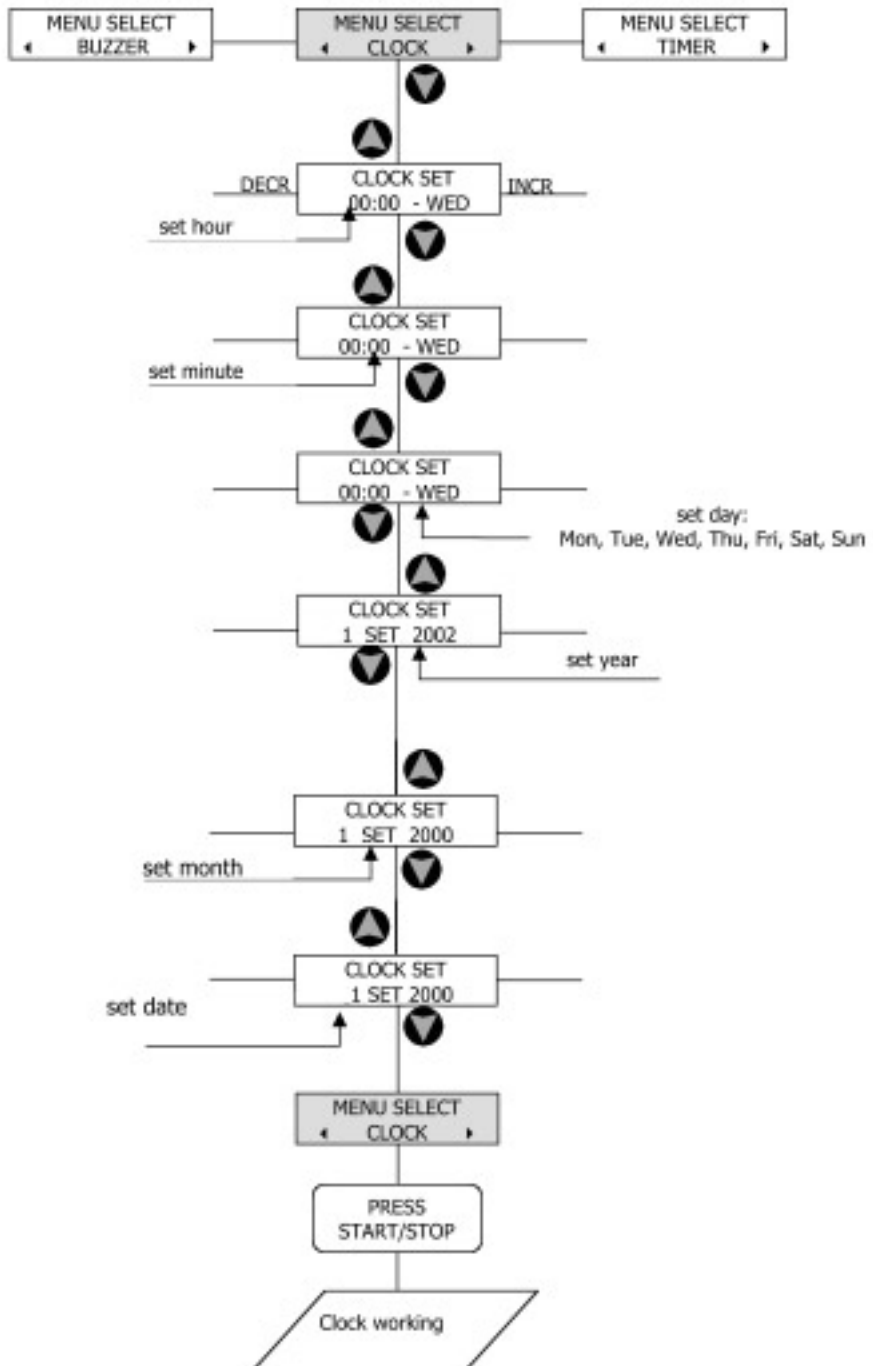 MENU SELECT
BUZZER
MENU SELECT
CLOCK
MENU SELECT
TIMER
DECR
CLOCK SET
00:00 - WED
INCR
set hour
CLOCK SET
00:00 - WED
set minute
CLOCK SET
00:00 - WED
set day:
Mon, Tue, Wed, Thu, Fri, Sat, Sun
CLOCK SET
1 SET 2002
set year
CLOCK SET
1 SET 2000
set month
CLOCK SET
1 SET 2000
set date
MENU SELECT
CLOCK
PRESS
START/STOP
Clock working